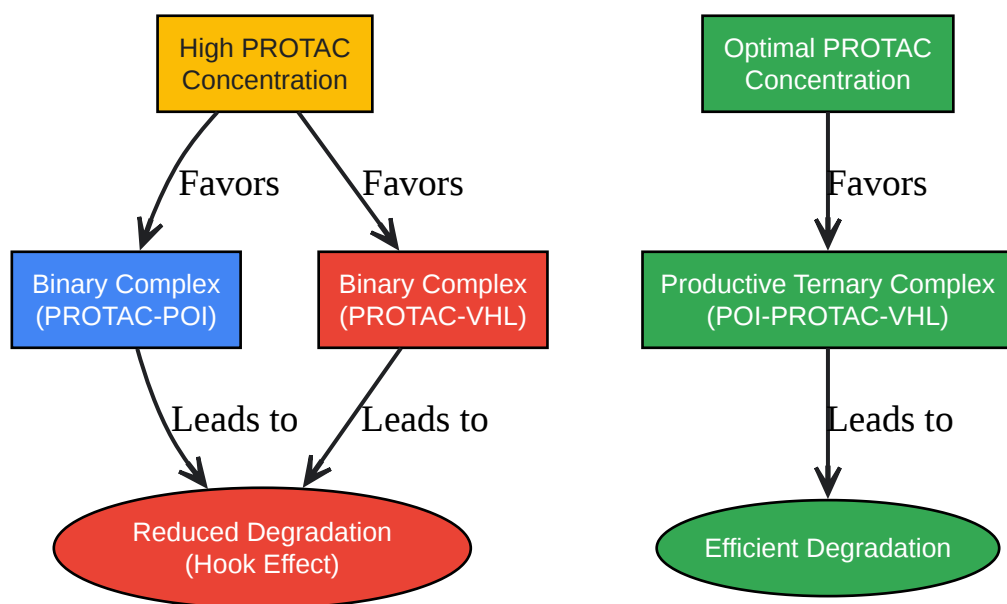 High PROTAC
Concentration
Optimal PROTAC
Concentration
Favors
Favors
Favors
Binary Complex
(PROTAC-POI)
Binary Complex
(PROTAC-VHL)
Productive Ternary Complex
(POI-PROTAC-VHL)
Leads to
Leads to
Leads to
Reduced Degradation
(Hook Effect)
Efficient Degradation